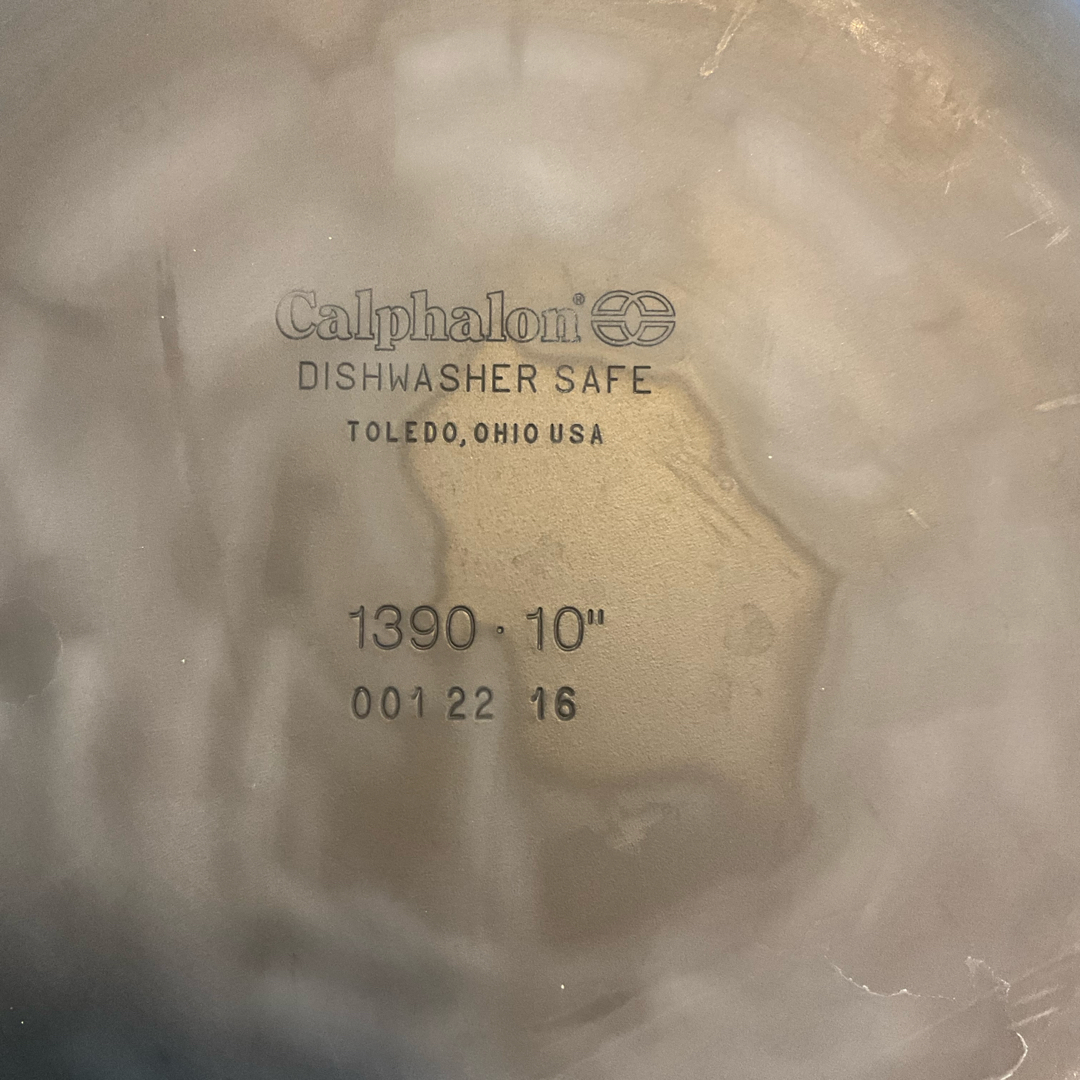 Calphalon®
DISHWASHER SAFE
TOLEDO, OHIO USA
1390 · 10"
001 22 16